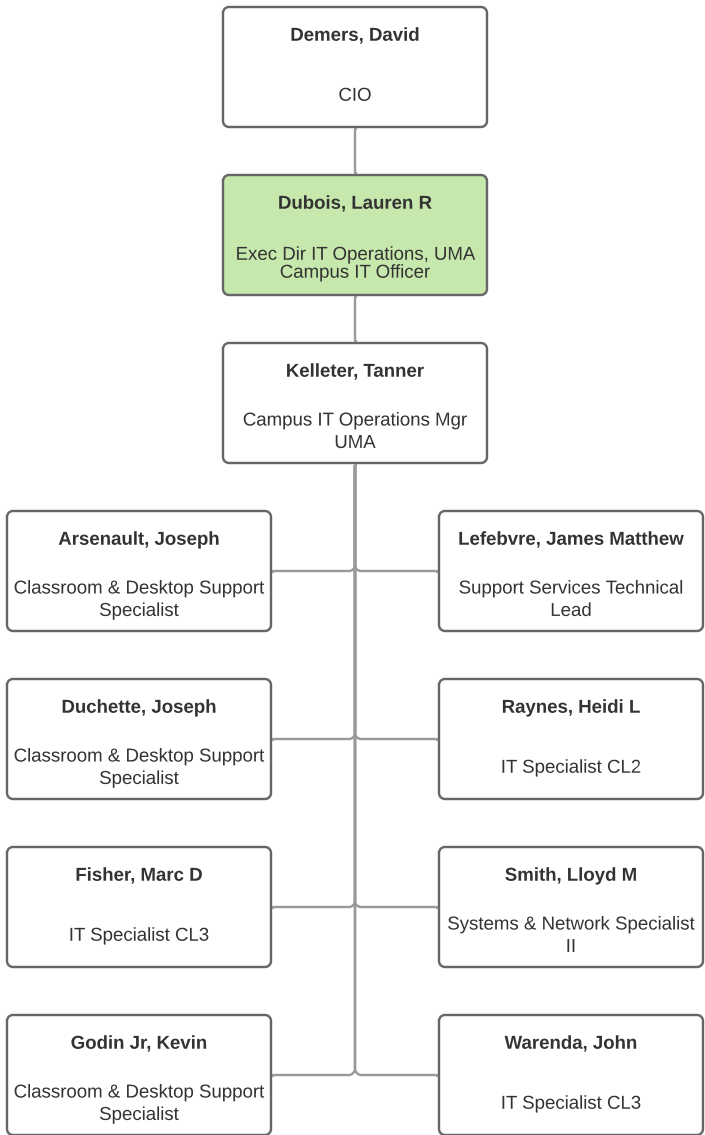 Demers, David
CIO
Dubois, Lauren R
Exec Dir IT Operations, UMA
Campus IT Officer
Kelleter, Tanner
Campus IT Operations Mgr
UMA
Arsenault, Joseph
Classroom & Desktop Support
Specialist
Lefebvre, James Matthew
Support Services Technical
Lead
Duchette, Joseph
Classroom & Desktop Support
Specialist
Raynes, Heidi L
IT Specialist CL2
Fisher, Marc D
IT Specialist CL3
Smith, Lloyd M
Systems & Network Specialist
II
Godin Jr, Kevin
Classroom & Desktop Support
Specialist
Warenda, John
IT Specialist CL3